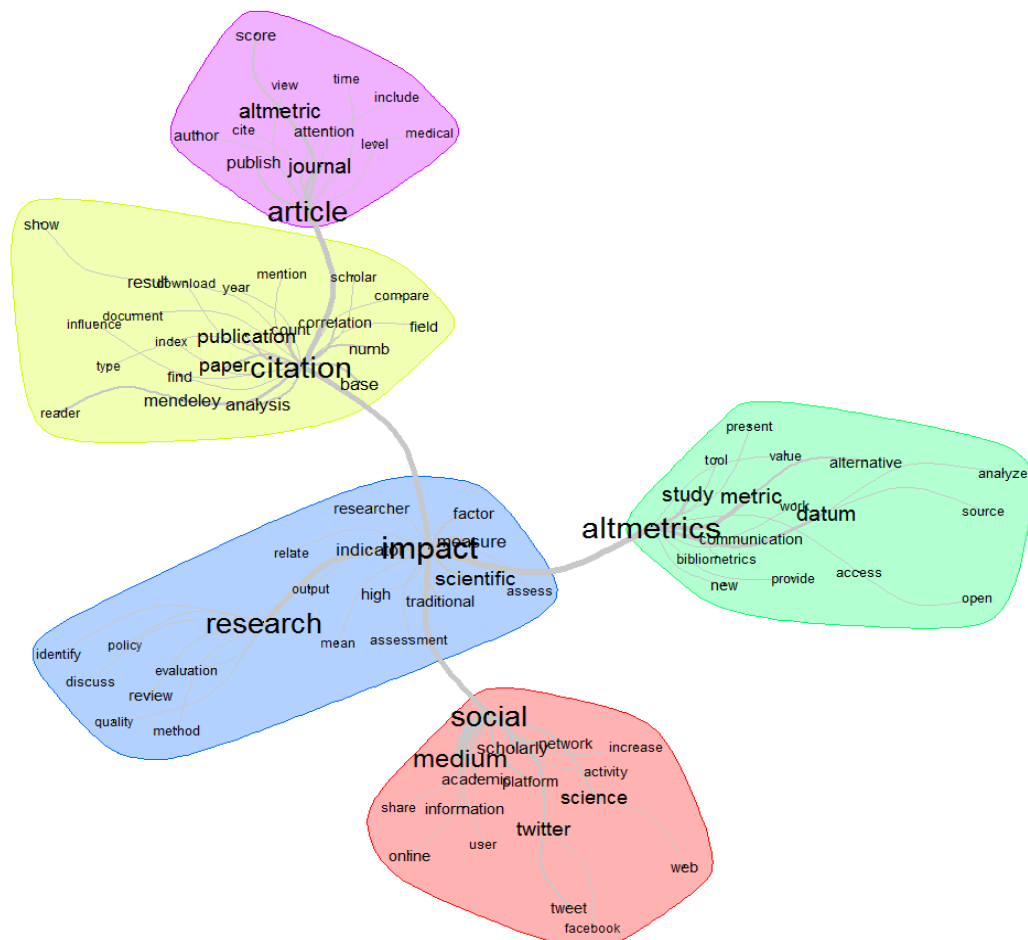 score
view
time
include
altmetric
author
cite
attention
level
medical
publish
journal
article
show
mention
scholar
result
download
year
compare
influence
document
count
correlation
field
index
publication
numb
type
find
paper
citation
base
reader
mendeley
analysis
present
tool
value
alternative
analyze
study
metric
work
datum
source
altmetrics
communication
bibliometrics
new
provide
access
open
researcher
factor
relate
indicator
impact
measure
output
high
scientific
traditional
assess
research
mean
assessment
identify
policy
discuss
evaluation
review
quality
method
social
medium
scholarly
network
increase
academic
platform
activity
share
information
science
twitter
online
user
web
tweet
facebook